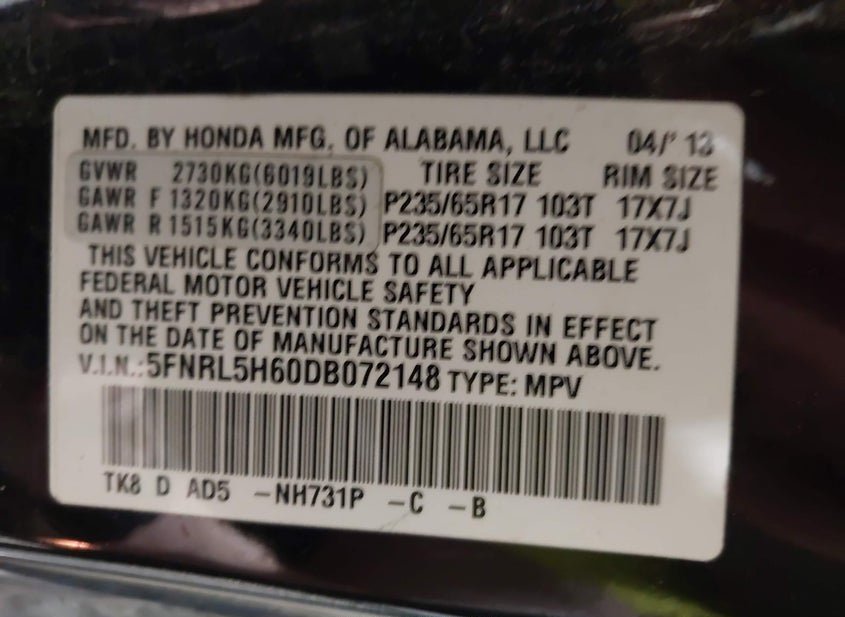 MFD. BY HONDA MFG. OF ALABAMA, LLC 04/' 13
GVWR 2730KG(6019LBS) TIRE SIZE RIM SIZE
GAWR F 1320KG(2910LBS) P235/65R17 103T 17X7J
GAWR R 1515KG(3340LBS) P235/65R17 103T 17X7J
THIS VEHICLE CONFORMS TO ALL APPLICABLE
FEDERAL MOTOR VEHICLE SAFETY
AND THEFT PREVENTION STANDARDS IN EFFECT
ON THE DATE OF MANUFACTURE SHOWN ABOVE.
V.I.N.:5FNRL5H60DB072148 TYPE: MPV
TK8 D AD5 -NH731P -C -B